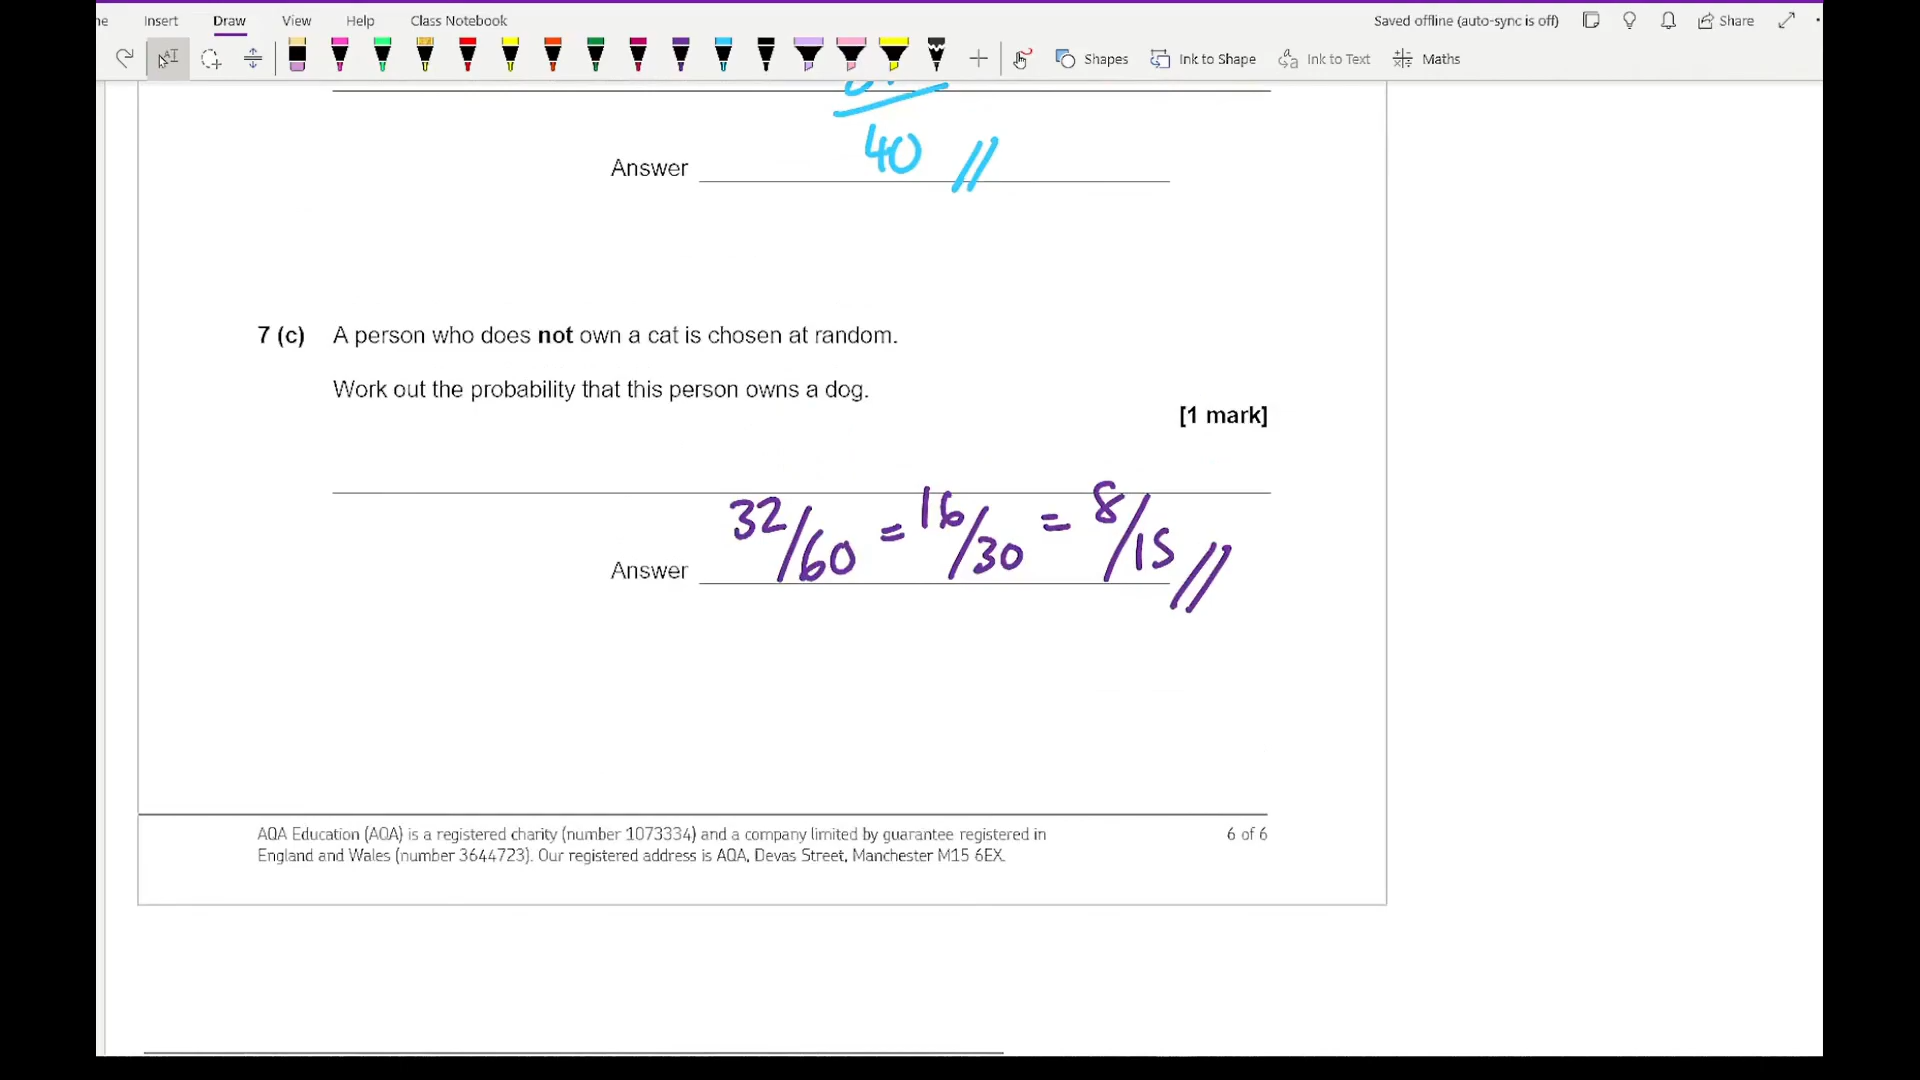 Insert Draw View Help Class Notebook Saved offline (auto-sync is off) Share
Shapes Ink to Shape Ink to Text Maths
40 //
Answer
7 (c) A person who does not own a cat is chosen at random.
Work out the probability that this person owns a dog.
[1 mark]
32/60 = 16/30 = 8/15 //
Answer
AQA Education (AQA) is a registered charity (number 1073334) and a company limited by guarantee registered in
England and Wales (number 3644723). Our registered address is AQA, Devas Street, Manchester M15 6EX.
6 of 6